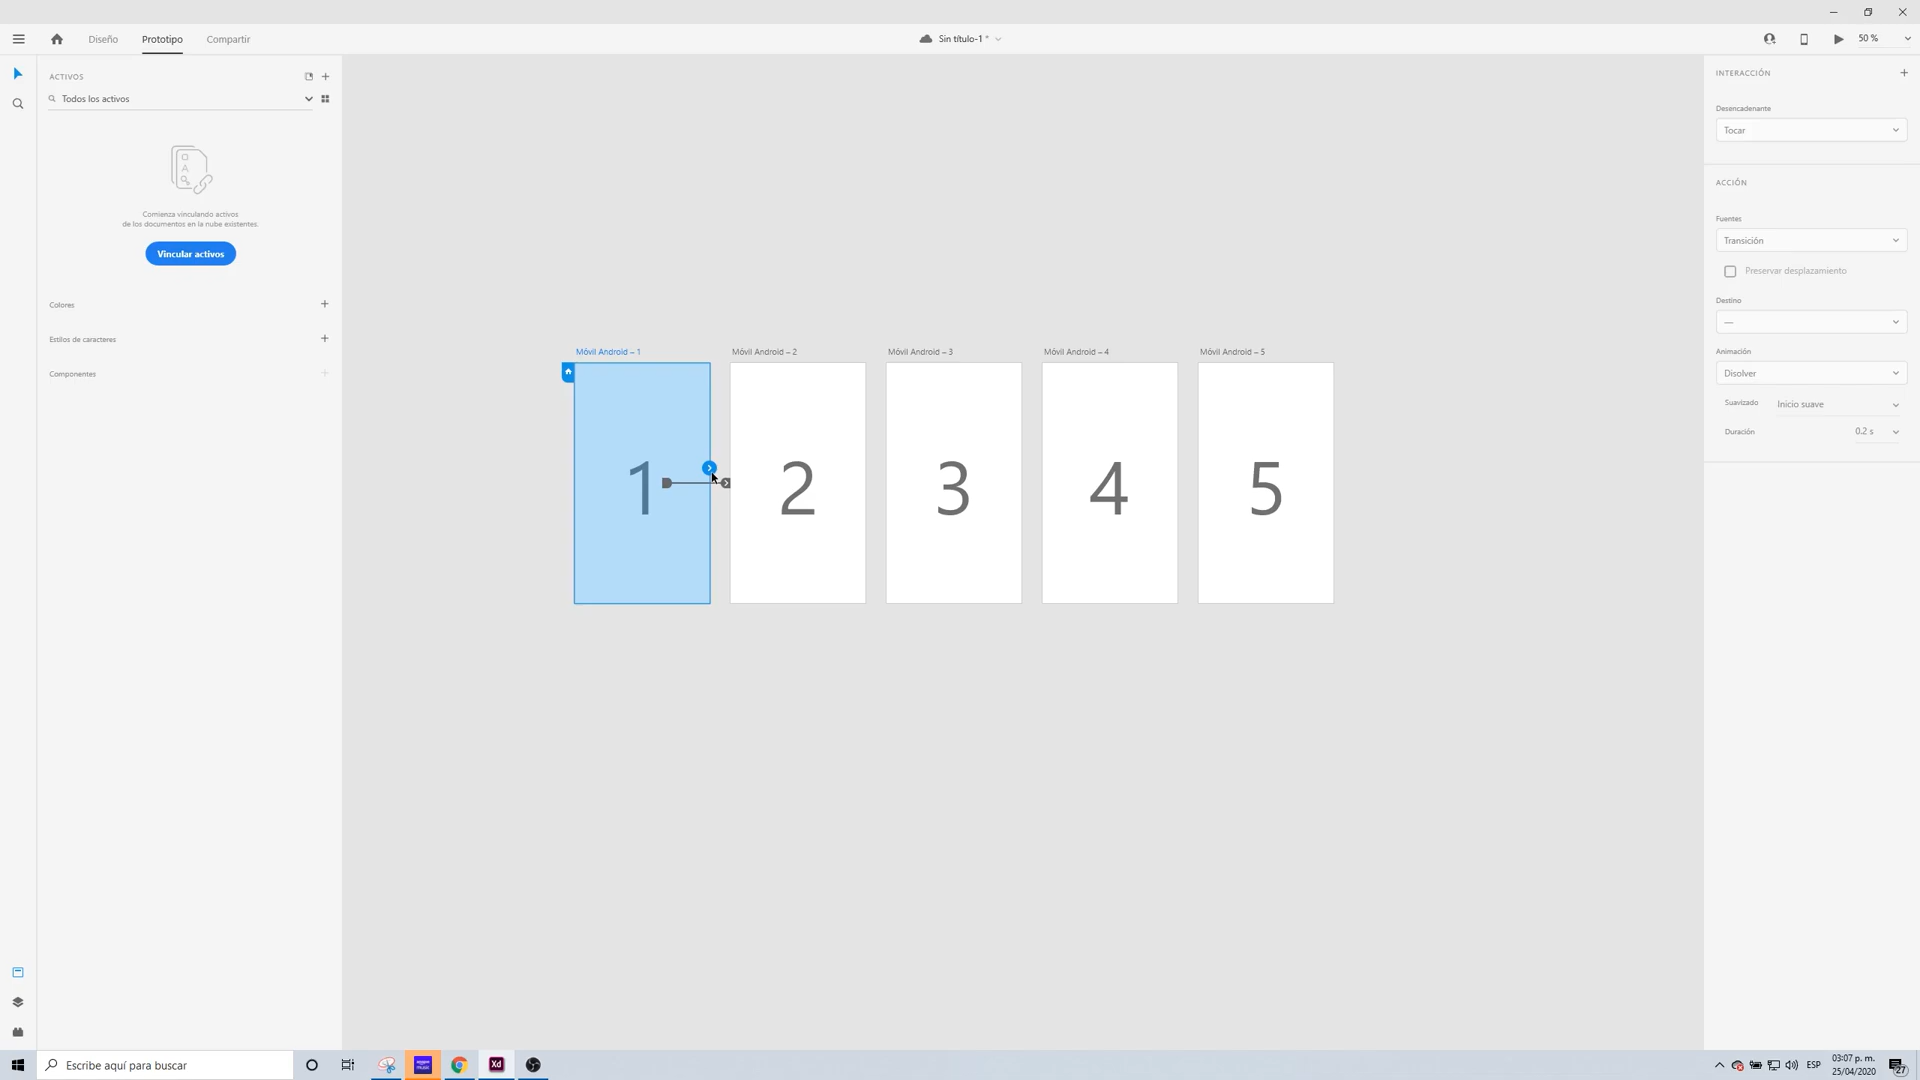 Diseño
Prototipo
Compartir
Sin título-1 *
50 %
ACTIVOS
Todos los activos
Comienza vinculando activos
de los documentos en la nube existentes.
Vincular activos
Colores
Estilos de caracteres
Componentes
Móvil Android – 1
Móvil Android – 2
Móvil Android – 3
Móvil Android – 4
Móvil Android – 5
1
2
3
4
5
INTERACCIÓN
Desencadenante
Tocar
ACCIÓN
Fuentes
Transición
Preservar desplazamiento
Destino
—
Animación
Disolver
Suavizado
Inicio suave
Duración
0.2 s
Escribe aquí para buscar
Xd
ESP
03:07 p. m.
25/04/2020
27